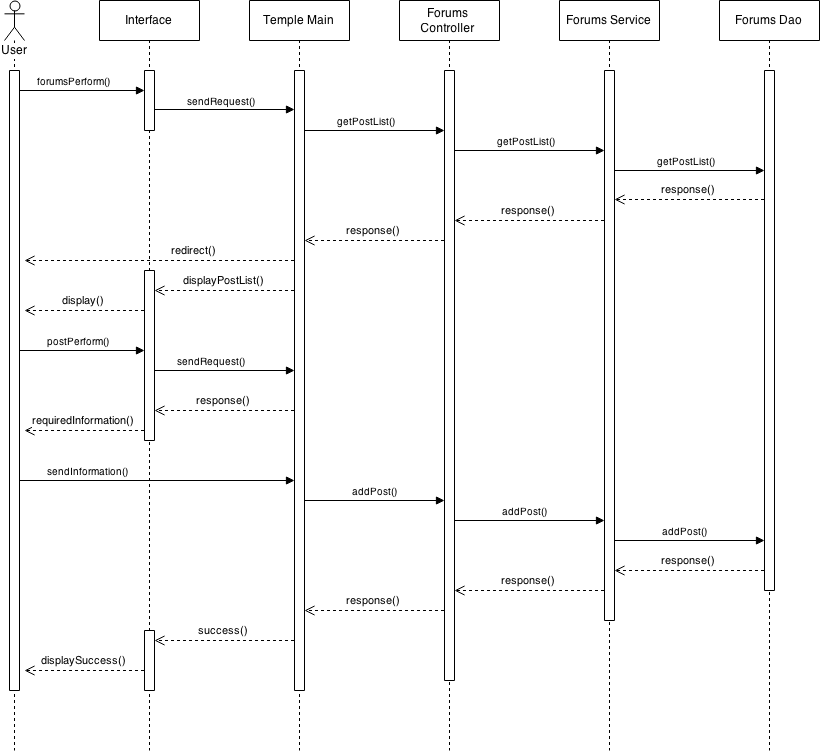 User
Interface
Temple Main
Forums
Controller
Forums Service
Forums Dao
forumsPerform()
sendRequest()
getPostList()
getPostList()
getPostList()
response()
response()
response()
redirect()
displayPostList()
display()
postPerform()
sendRequest()
response()
requiredInformation()
sendInformation()
addPost()
addPost()
addPost()
response()
response()
response()
success()
displaySuccess()